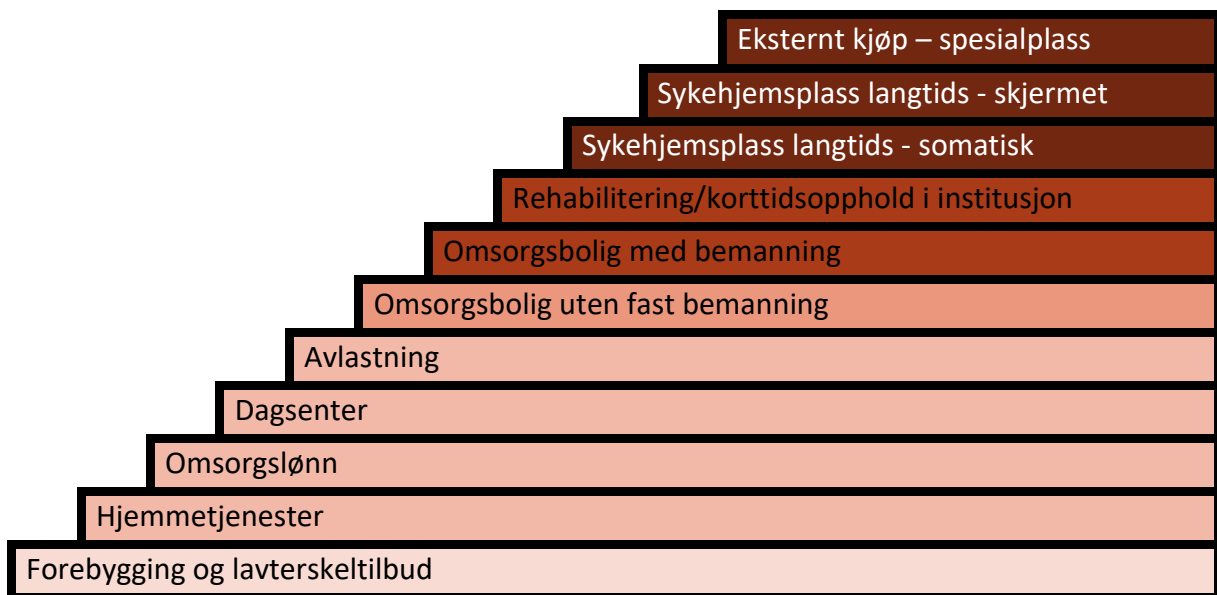 Eksternt kjøp – spesialplass
Sykehjemsplass langtids - skjermet
Sykehjemsplass langtids - somatisk
Rehabilitering/korttidsopphold i institusjon
Omsorgsbolig med bemanning
Omsorgsbolig uten fast bemanning
Avlastning
Dagsenter
Omsorgslønn
Hjemmetjenester
Forebygging og lavterskeltilbud